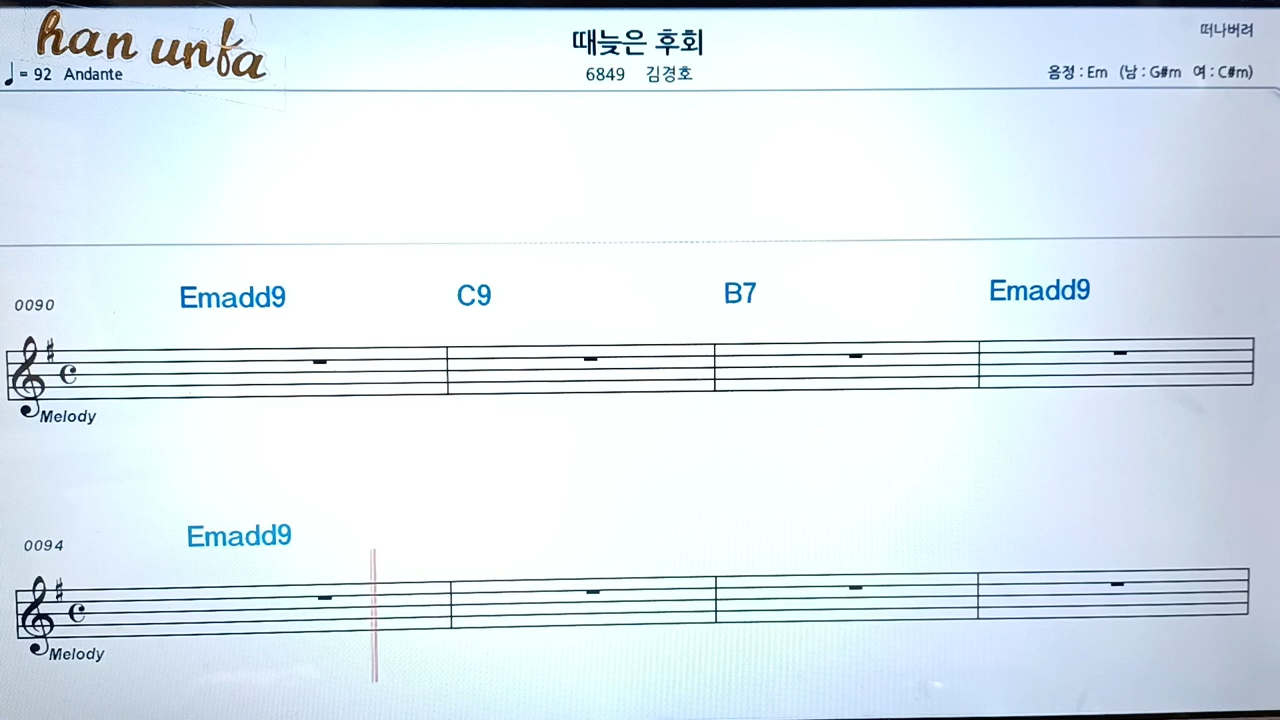 han unfa
때늦은 후회
떠나버려
♩= 92 Andante
6849 김경호
음정 : Em (남 : G#m 여 : C#m)
Emadd9 C9 B7 Emadd9
0090
Melody
Emadd9
0094
Melody